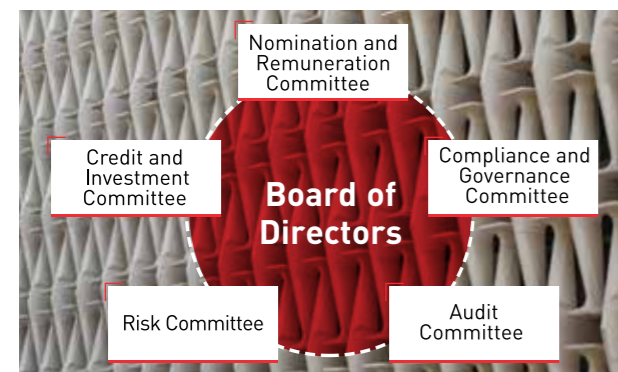 Nomination and
Remuneration
Committee
Credit and
Investment
Committee
Compliance and
Governance
Committee
Board of
Directors
Risk Committee
Audit
Committee